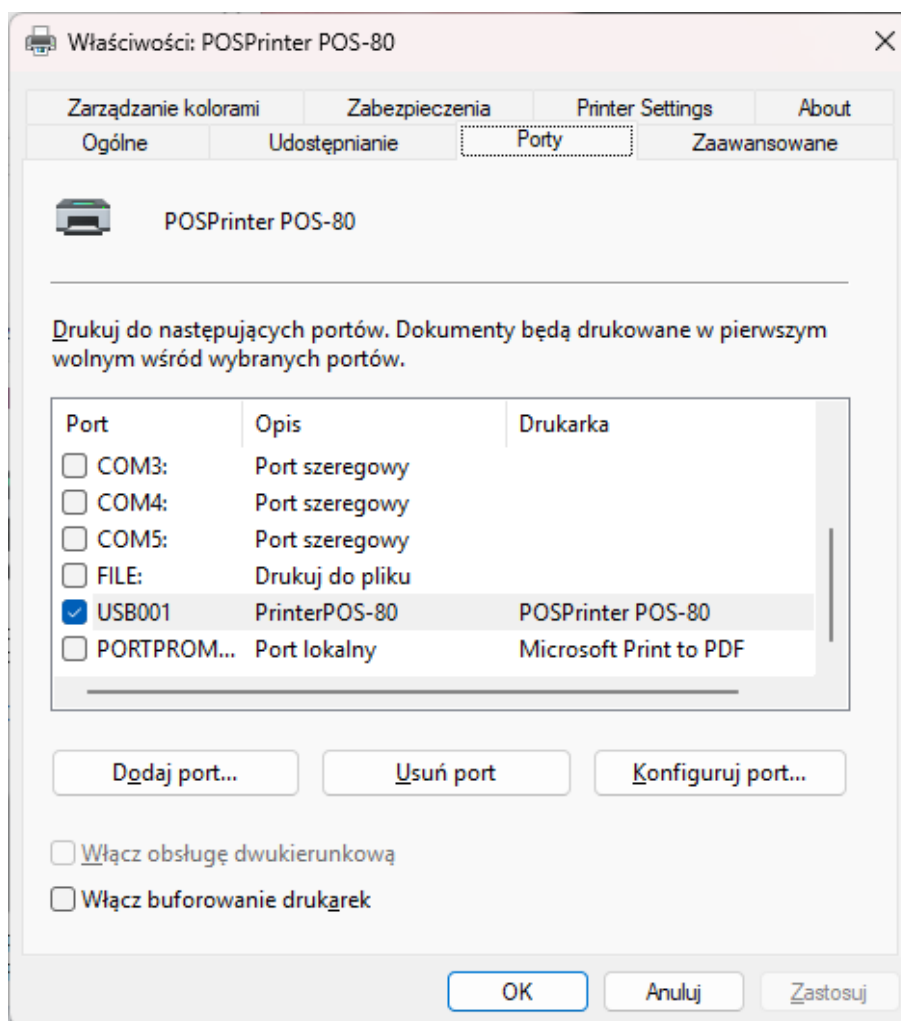 Właściwości: POSPrinter POS-80
Zarządzanie kolorami Zabezpieczenia Printer Settings About
Ogólne Udostępnianie Porty Zaawansowane
POSPrinter POS-80
Drukuj do następujących portów. Dokumenty będą drukowane w pierwszym
wolnym wśród wybranych portów.
Port Opis Drukarka
COM3: Port szeregowy
COM4: Port szeregowy
COM5: Port szeregowy
FILE: Drukuj do pliku
USB001 PrinterPOS-80 POSPrinter POS-80
PORTPROM... Port lokalny Microsoft Print to PDF
Dodaj port... Usuń port Konfiguruj port...
Włącz obsługę dwukierunkową
Włącz buforowanie drukarek
OK Anuluj Zastosuj